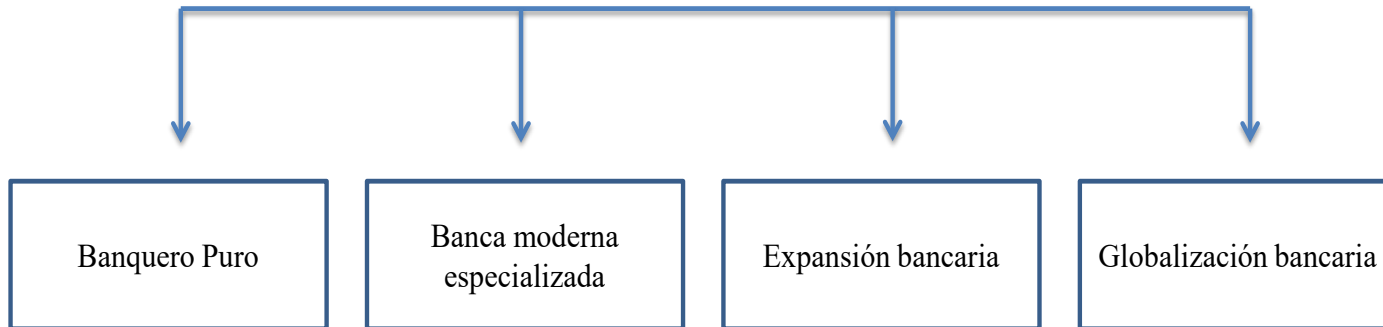 Banquero Puro
Banca moderna
especializada
Expansión bancaria
Globalización bancaria